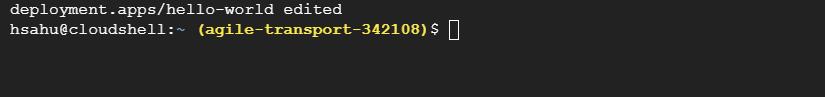 deployment.apps/hello-world edited
hsahu@cloudshell:~ (agile-transport-342108)$